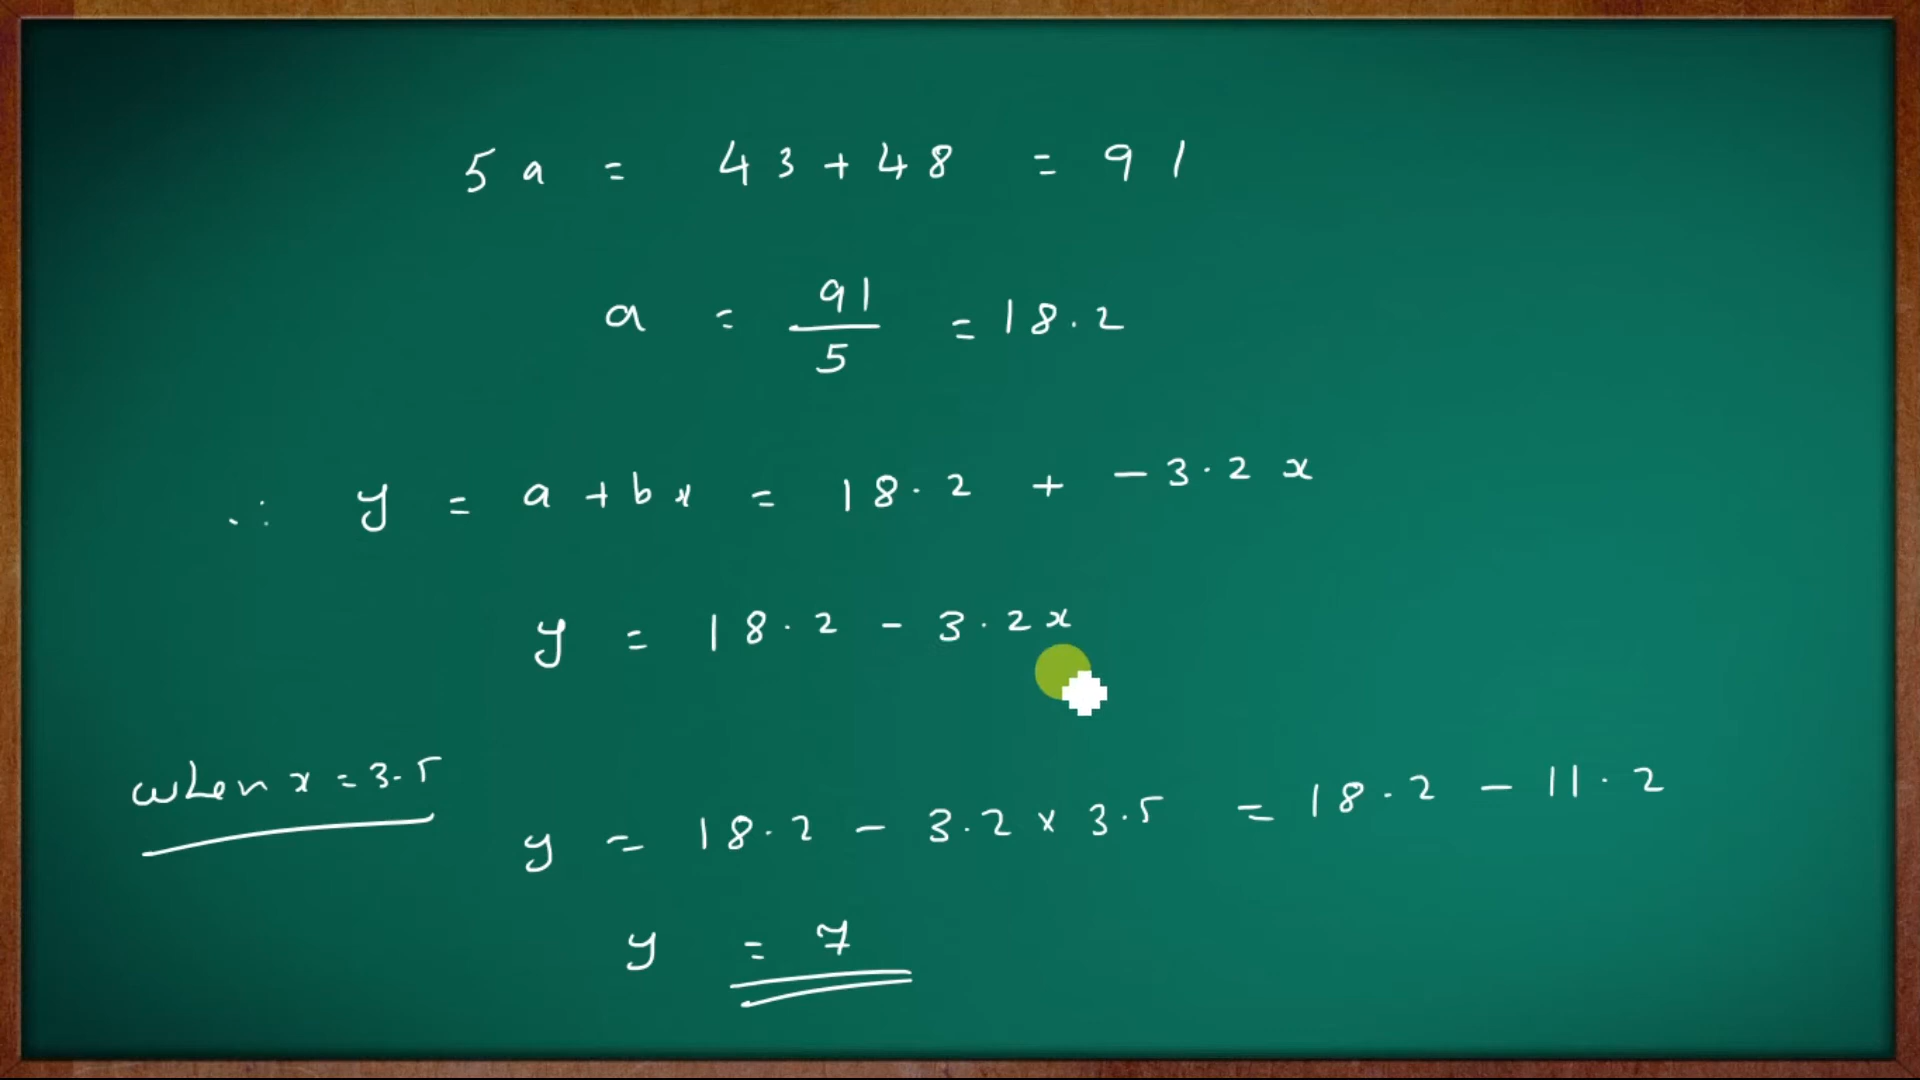 5a = 43 + 48 = 91
a = 91/5 = 18.2
∴ y = a + bx = 18.2 + -3.2x
y = 18.2 - 3.2x
when x = 3.5
y = 18.2 - 3.2 x 3.5 = 18.2 - 11.2
y = 7